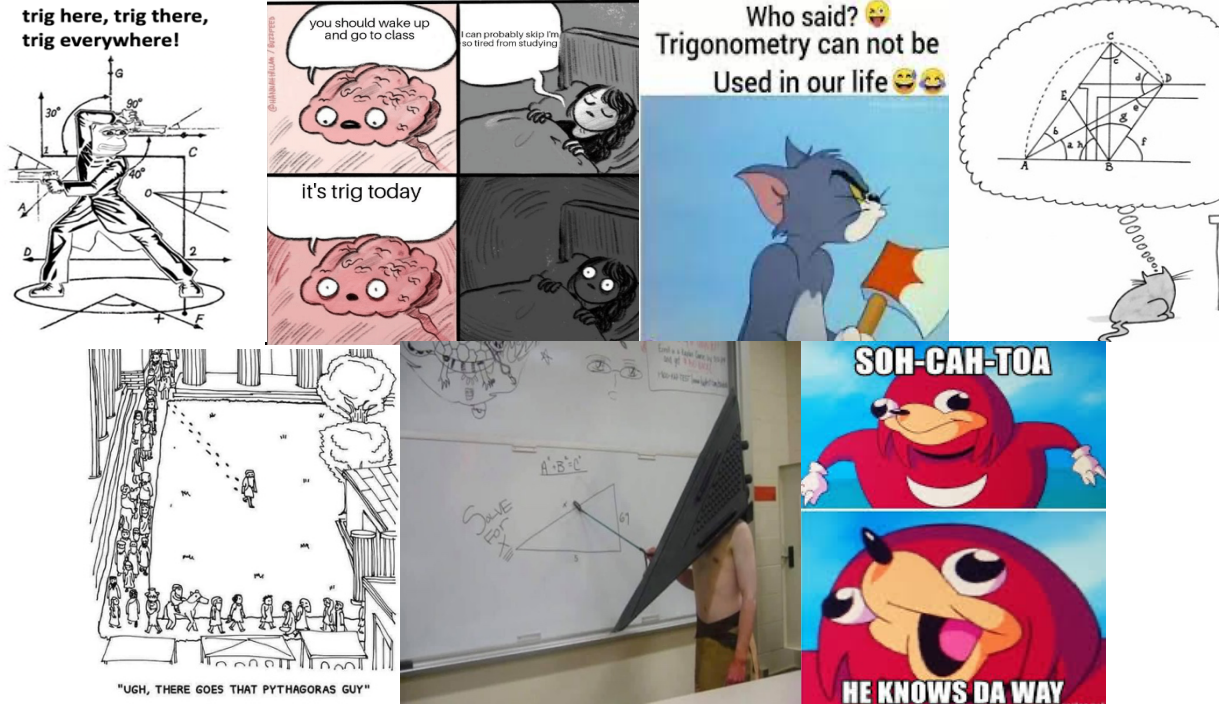 trig here, trig there,
trig everywhere!
G
30°
90°
1
C
40°
O
A
D
2
+
F
you should wake up
and go to class
I can probably skip I'm
so tired from studying
it's trig today
Who said? 😜
Trigonometry can not be
Used in our life 😅😂
C
c
d
D
E
e
g
b
a
h
f
A
B
"UGH, THERE GOES THAT PYTHAGORAS GUY"
A²+B²=C²
SOLVE
FOR
X
x
5
SOH-CAH-TOA
HE KNOWS DA WAY